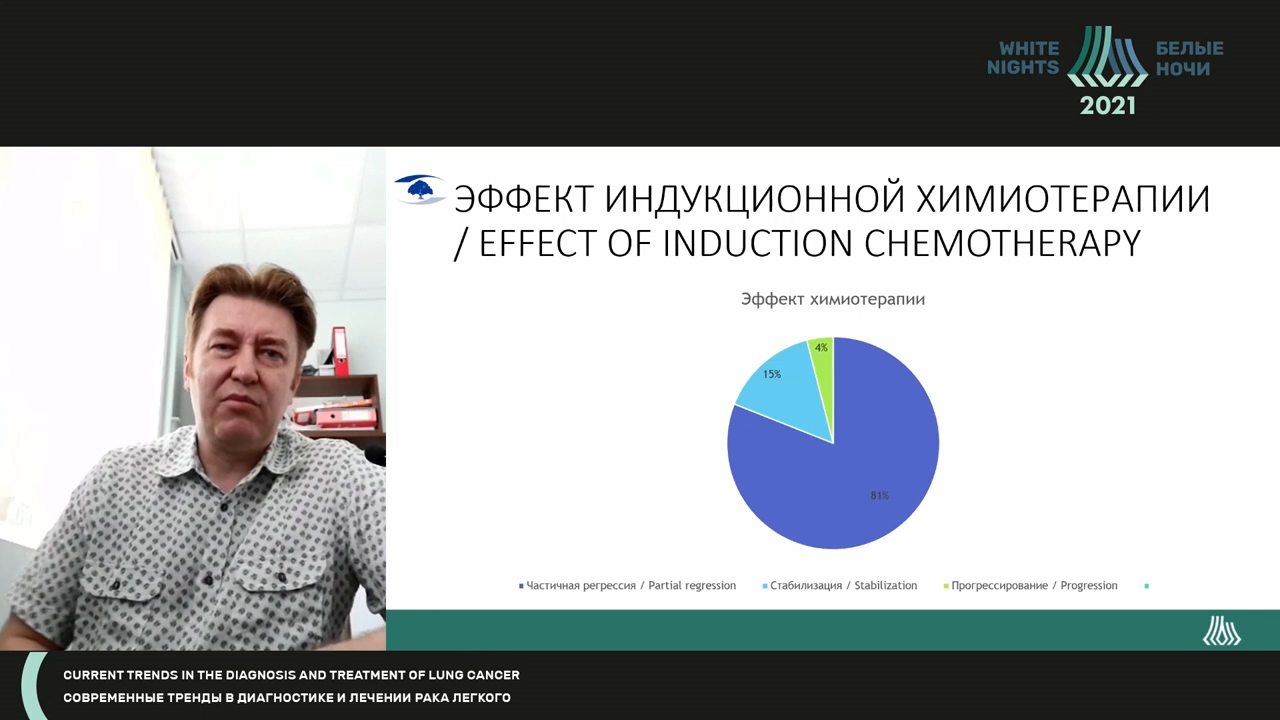 WHITE NIGHTS
БЕЛЫЕ НОЧИ
2021
ЭФФЕКТ ИНДУКЦИОННОЙ ХИМИОТЕРАПИИ
/ EFFECT OF INDUCTION CHEMOTHERAPY
Эффект химиотерапии
4%
15%
81%
Частичная регрессия / Partial regression
Стабилизация / Stabilization
Прогрессирование / Progression
CURRENT TRENDS IN THE DIAGNOSIS AND TREATMENT OF LUNG CANCER
СОВРЕМЕННЫЕ ТРЕНДЫ В ДИАГНОСТИКЕ И ЛЕЧЕНИИ РАКА ЛЕГКОГО